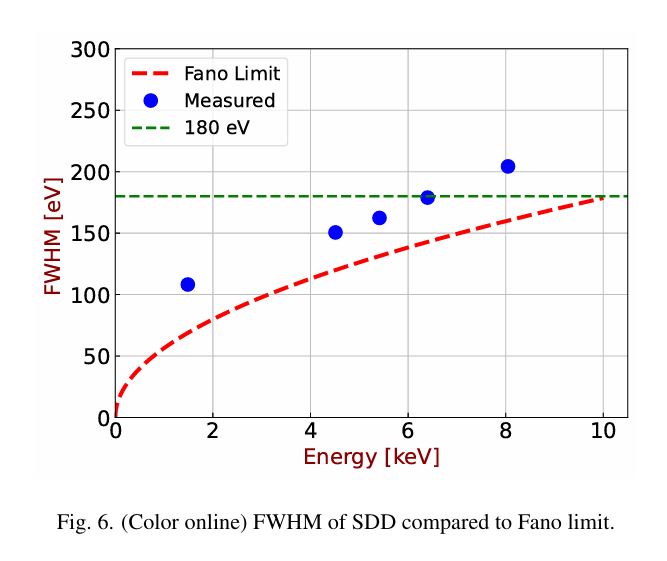 300
250
200
150
100
50
0
FWHM [eV]
Fano Limit
Measured
180 eV
0 2 4 6 8 10
Energy [keV]
Fig. 6. (Color online) FWHM of SDD compared to Fano limit.